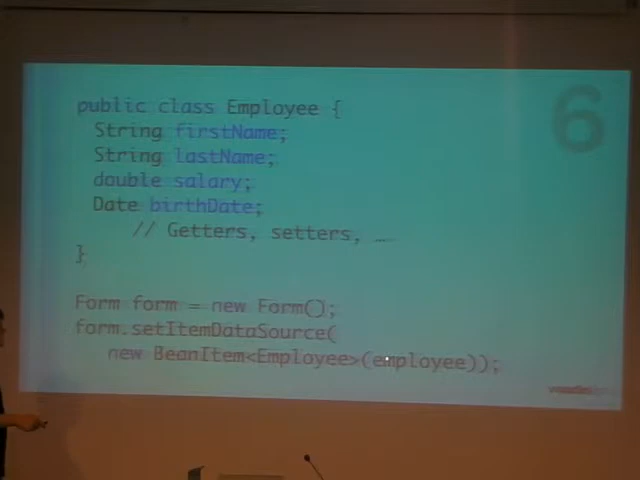 6
public class Employee {
String firstName;
String lastName;
double salary;
Date birthDate;
// Getters, setters, …
}
Form form = new Form();
form.setItemDataSource(
new BeanItem<Employee>(employee));